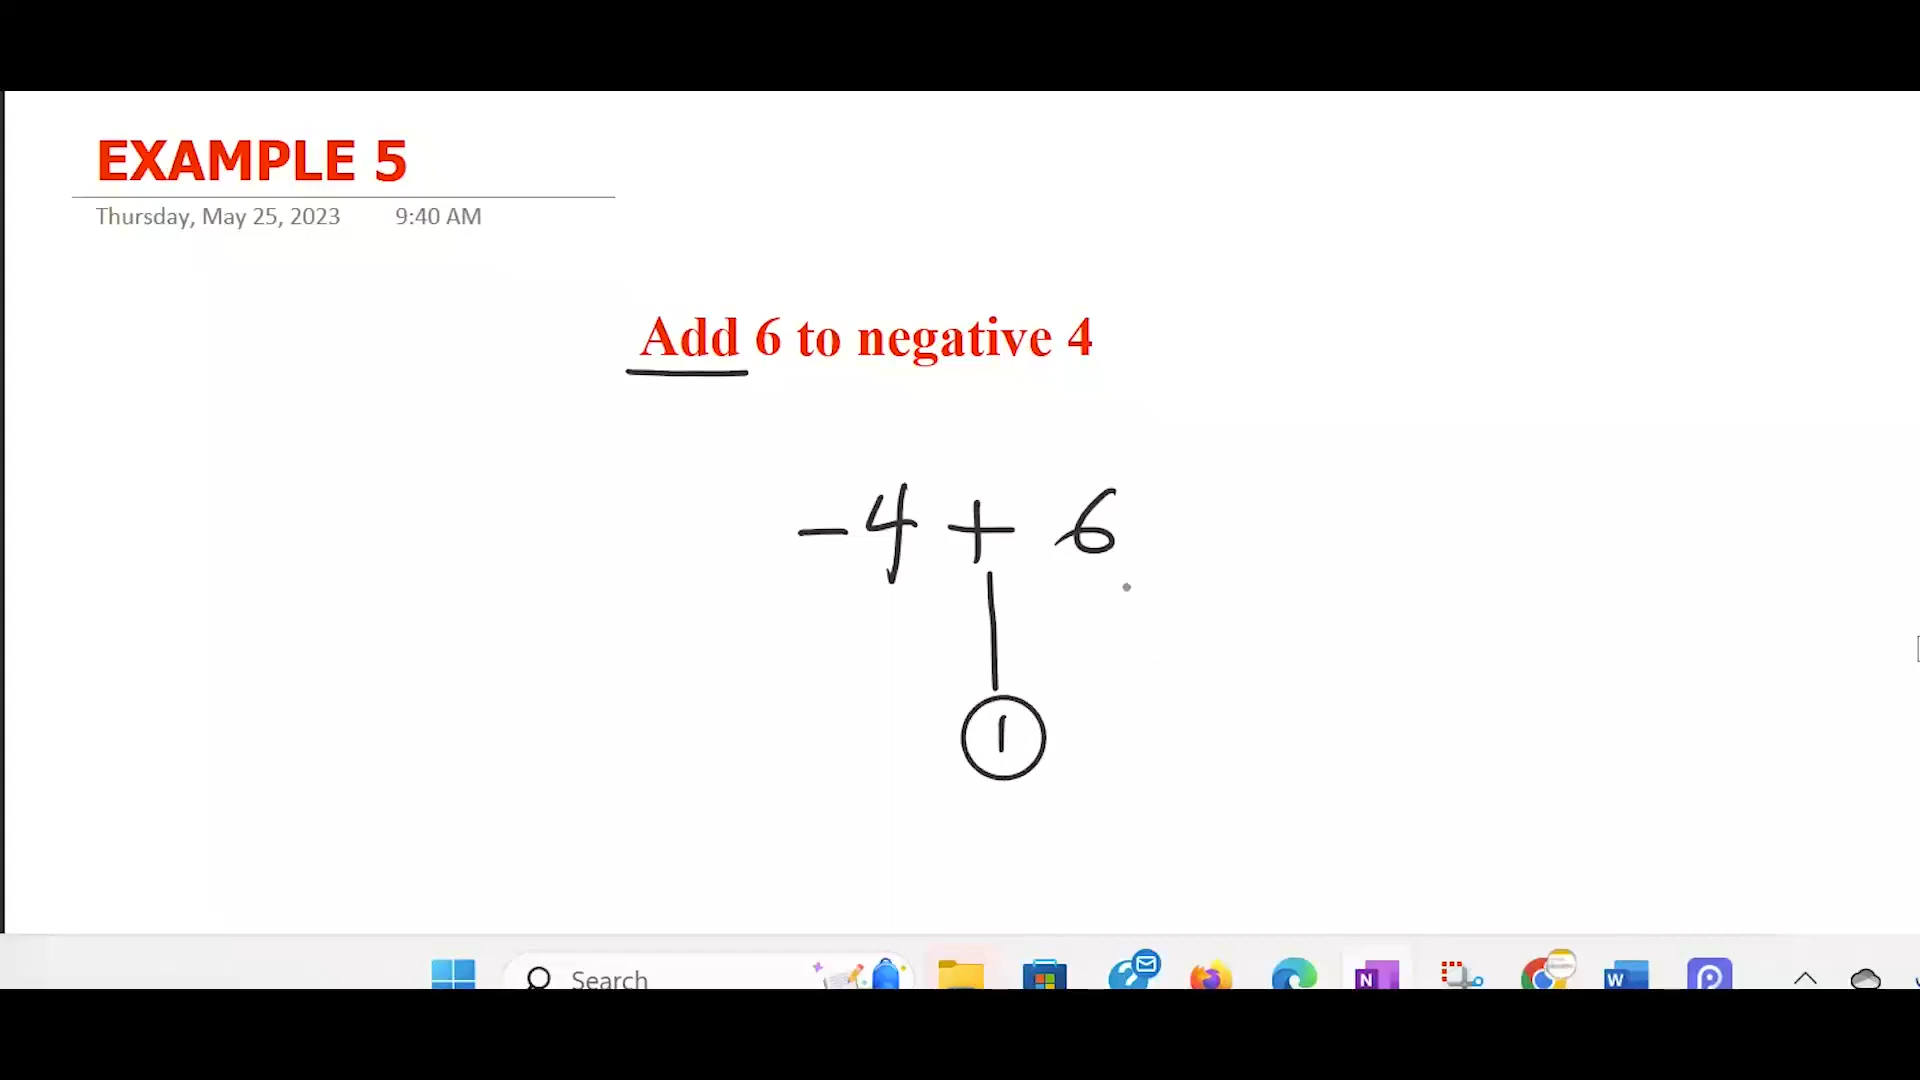 EXAMPLE 5
Thursday, May 25, 2023 9:40 AM
Add 6 to negative 4
-4 + 6
1
Search